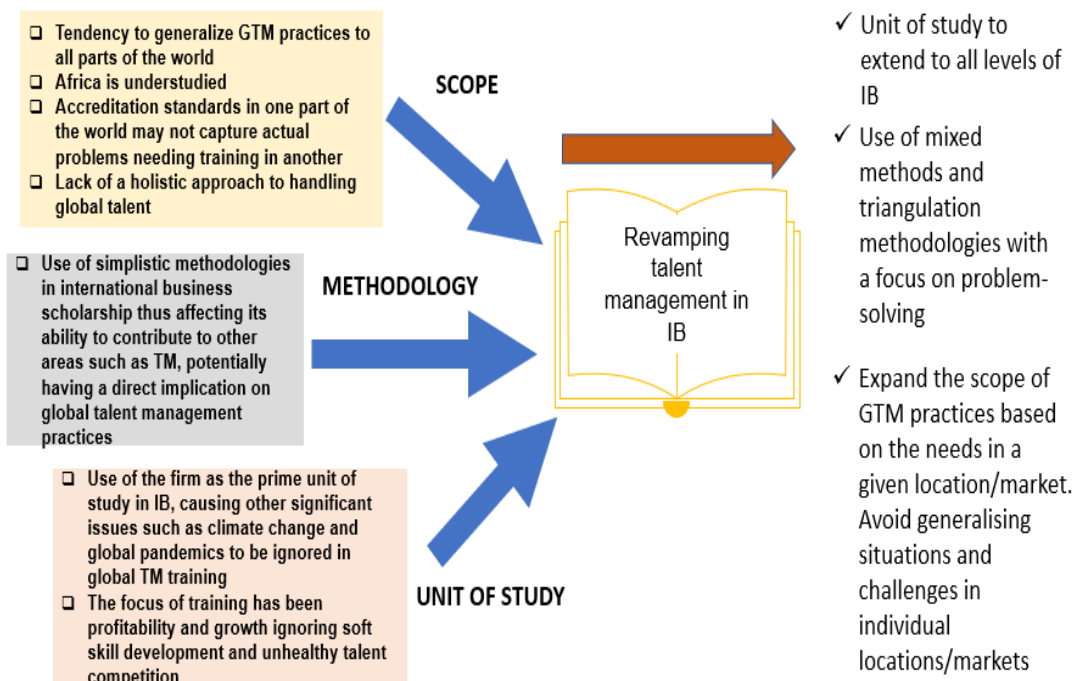 ❑ Tendency to generalize GTM practices to
all parts of the world
❑ Africa is understudied
❑ Accreditation standards in one part of
the world may not capture actual
problems needing training in another
❑ Lack of a holistic approach to handling
global talent
SCOPE
❑ Use of simplistic methodologies
in international business
scholarship thus affecting its
ability to contribute to other
areas such as TM, potentially
having a direct implication on
global talent management
practices
METHODOLOGY
❑ Use of the firm as the prime unit of
study in IB, causing other significant
issues such as climate change and
global pandemics to be ignored in
global TM training
❑ The focus of training has been
profitability and growth ignoring soft
skill development and unhealthy talent
competition
UNIT OF STUDY
Revamping
talent
management in
IB
✓ Unit of study to
extend to all levels of
IB
✓ Use of mixed
methods and
triangulation
methodologies with
a focus on problem-
solving
✓ Expand the scope of
GTM practices based
on the needs in a
given location/market.
Avoid generalising
situations and
challenges in
individual
locations/markets